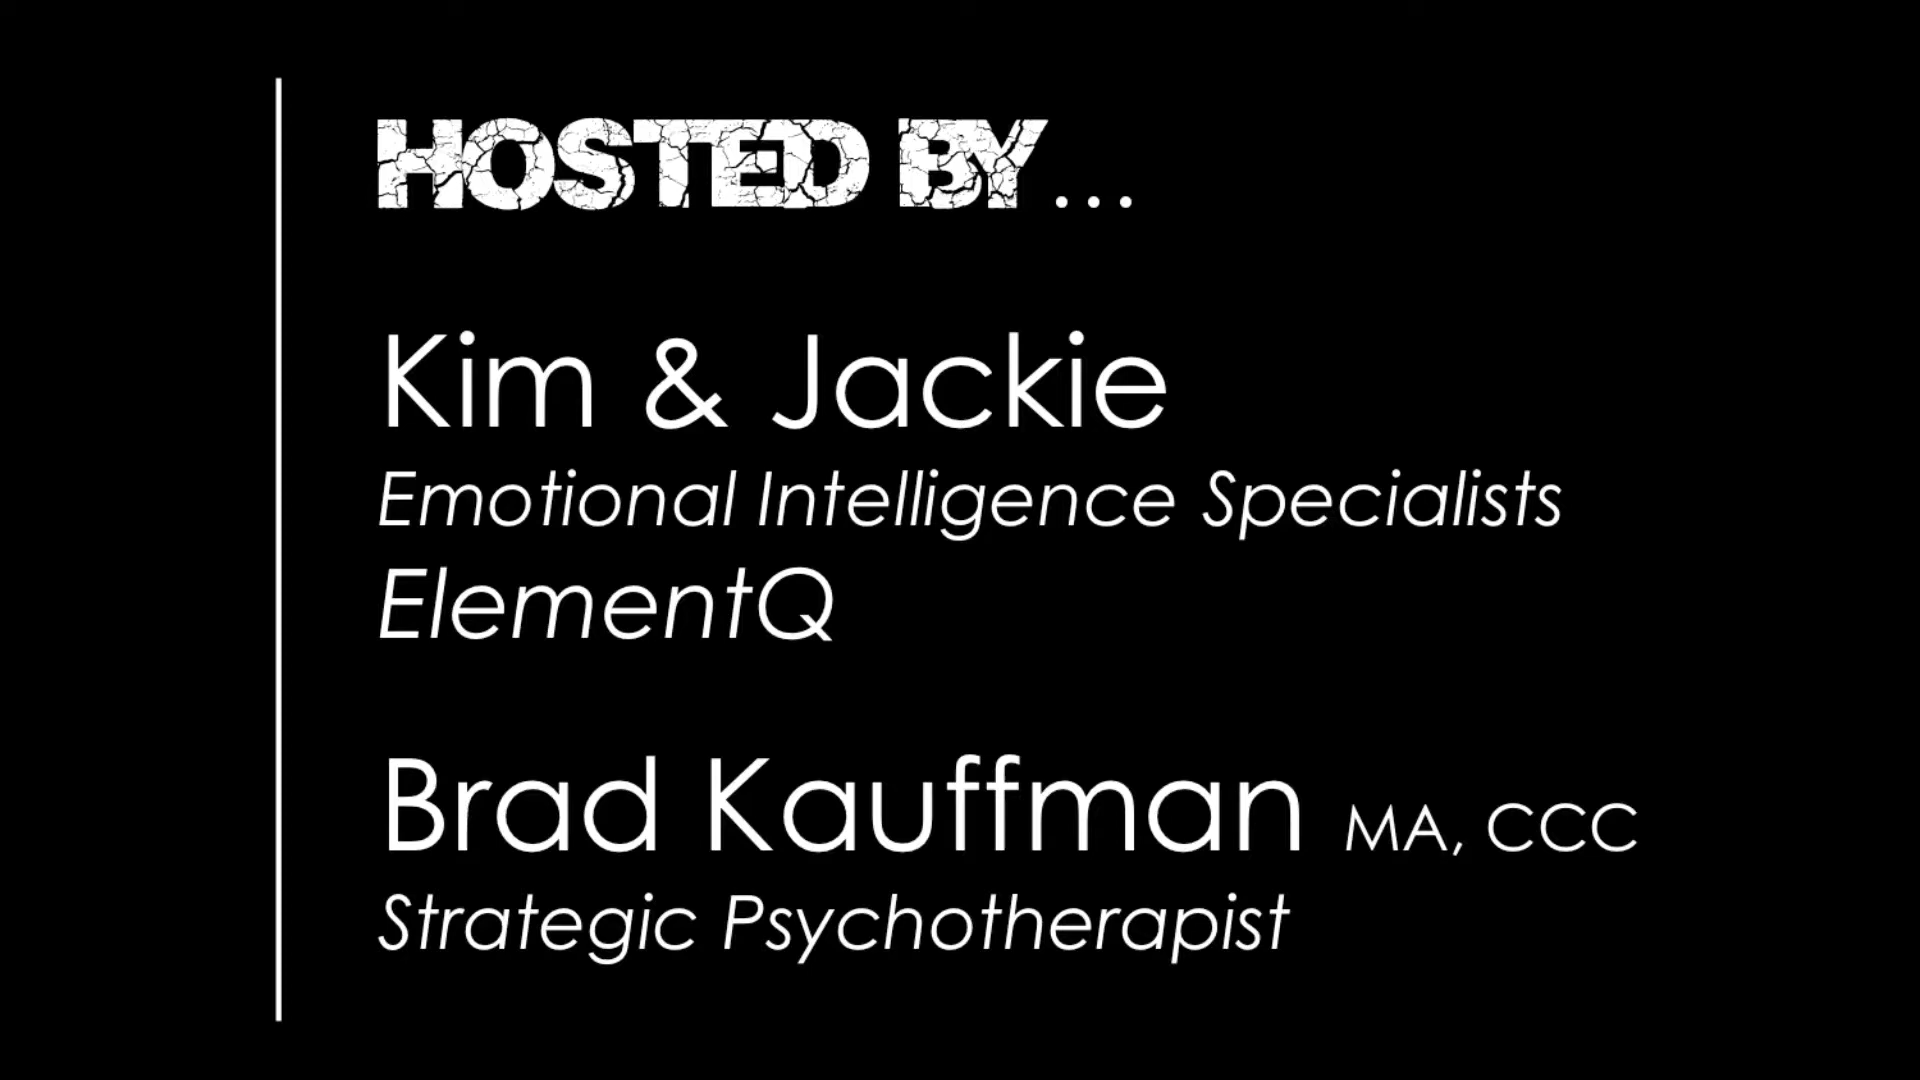 HOSTED BY...
Kim & Jackie
Emotional Intelligence Specialists
ElementQ
Brad Kauffman MA, CCC
Strategic Psychotherapist